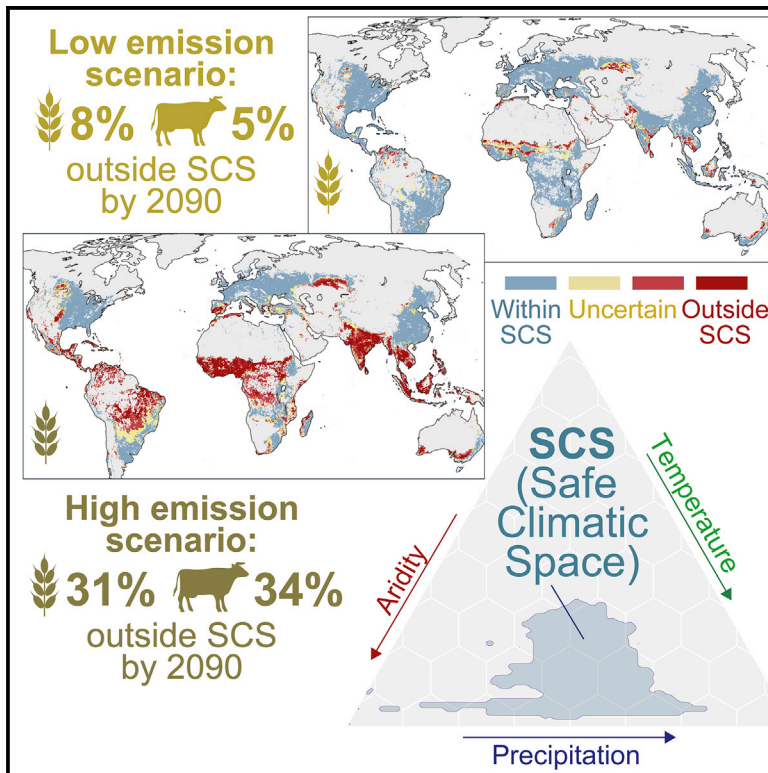 Low emission
scenario:
8% 5%
outside SCS
by 2090
Within
SCS
Uncertain
Outside
SCS
High emission
scenario:
31% 34%
outside SCS
by 2090
SCS
(Safe
Climatic
Space)
Aridity
Temperature
Precipitation